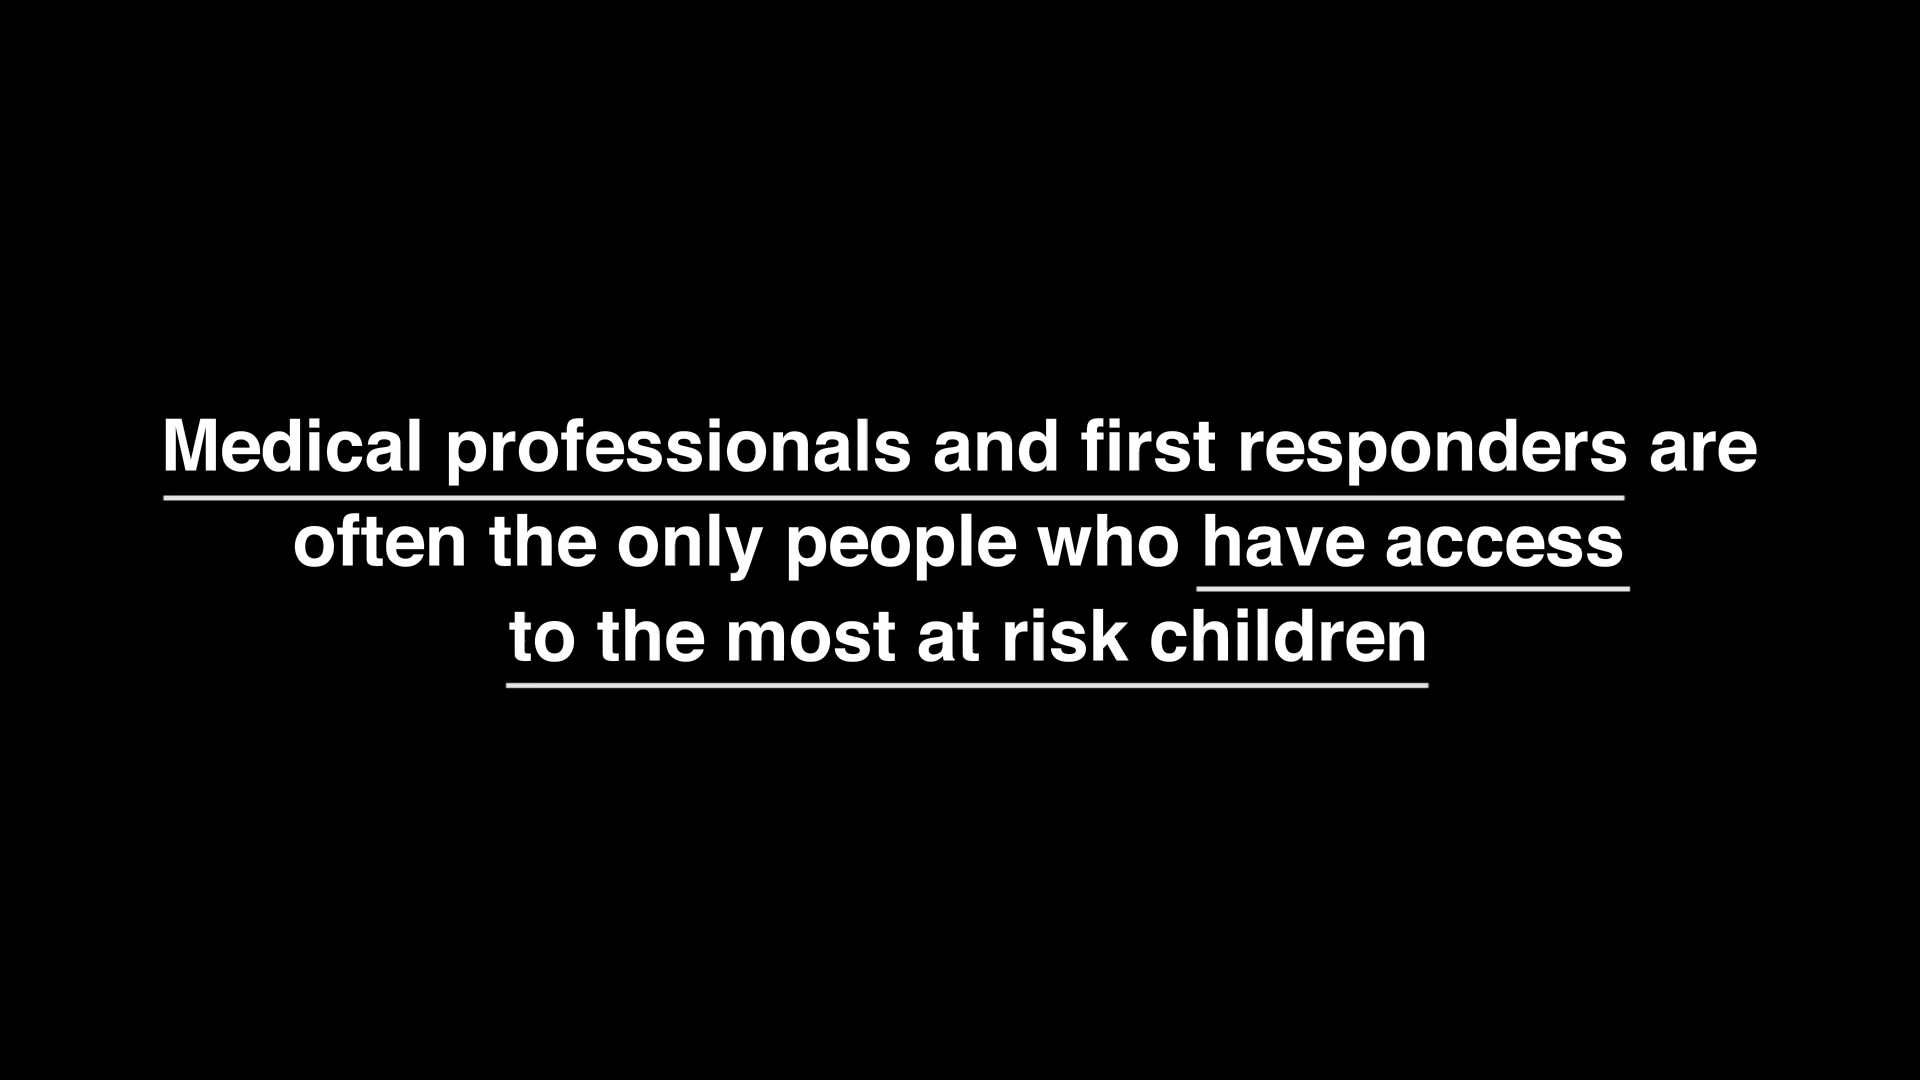 Medical professionals and first responders are
often the only people who have access
to the most at risk children